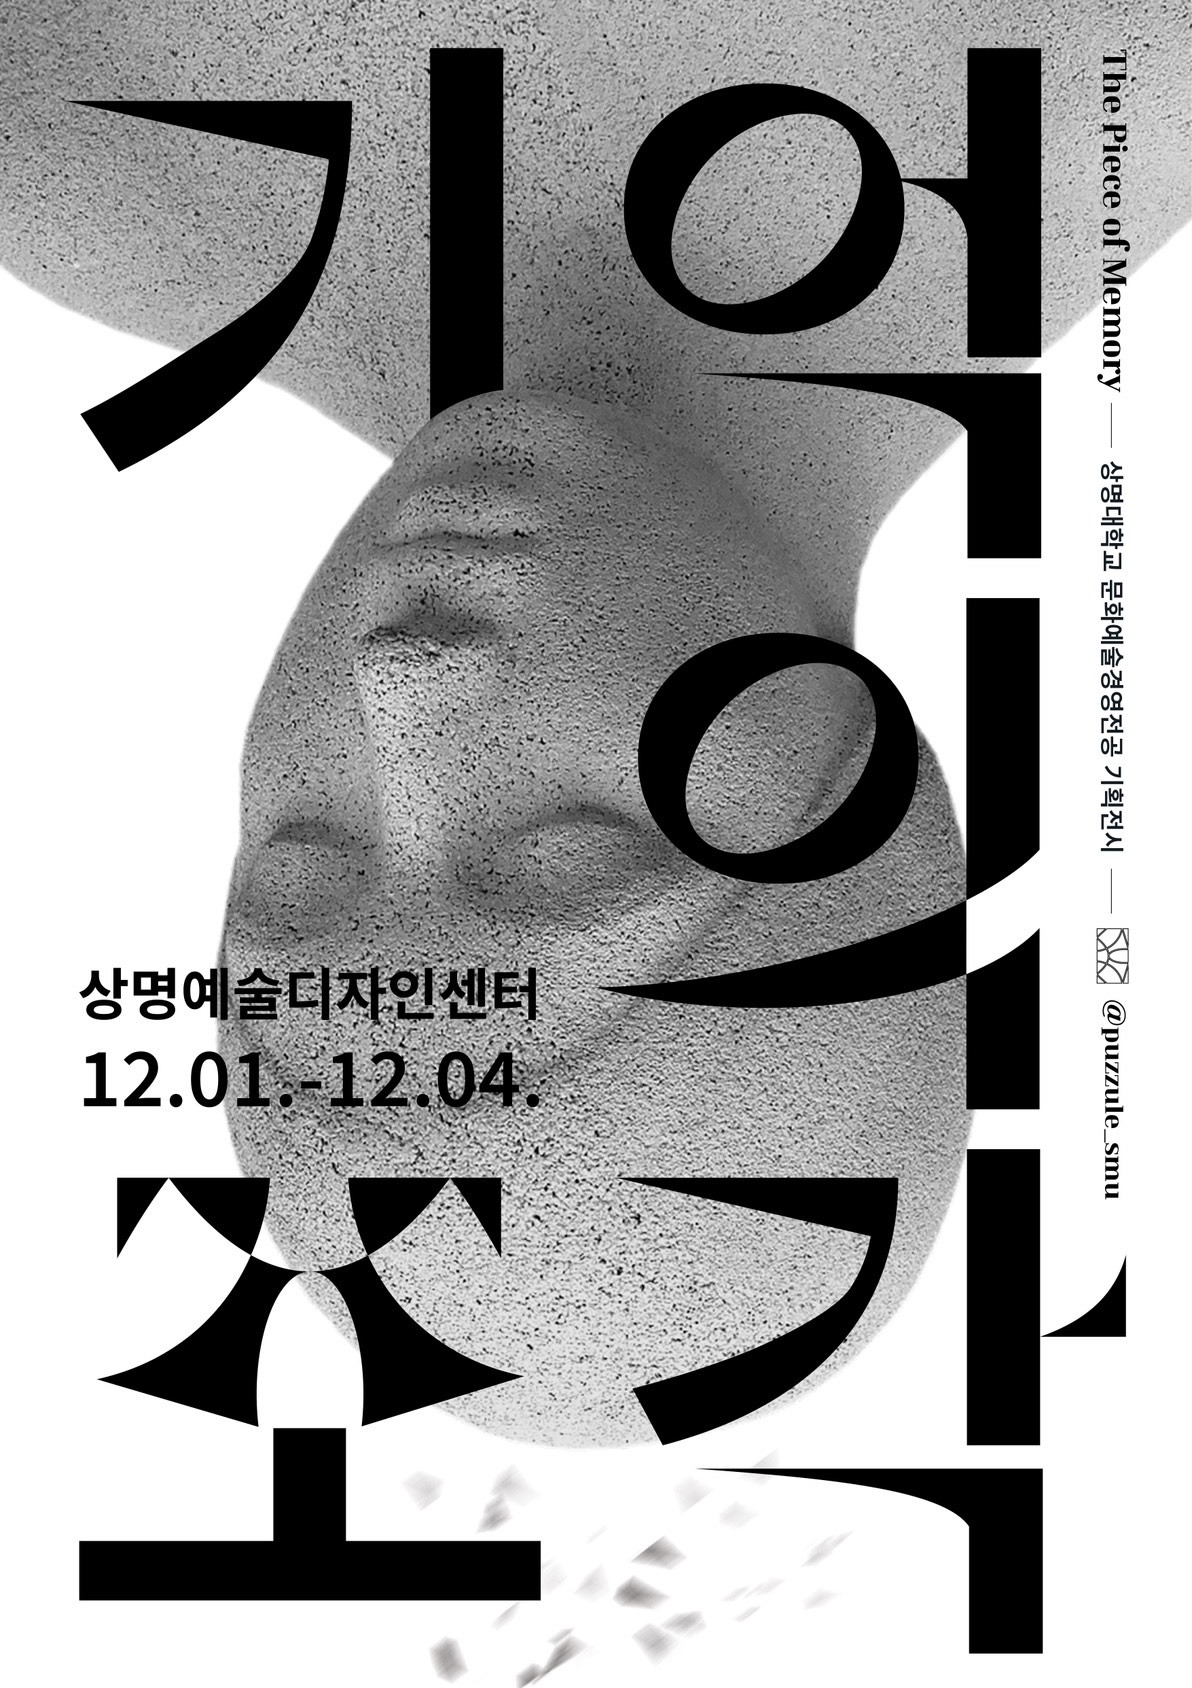 기억
의
조각
상명예술디자인센터
12.01.-12.04.
The Piece of Memory — 상명대학교 문화예술경영전공 기획전시 — @puzzule_smu